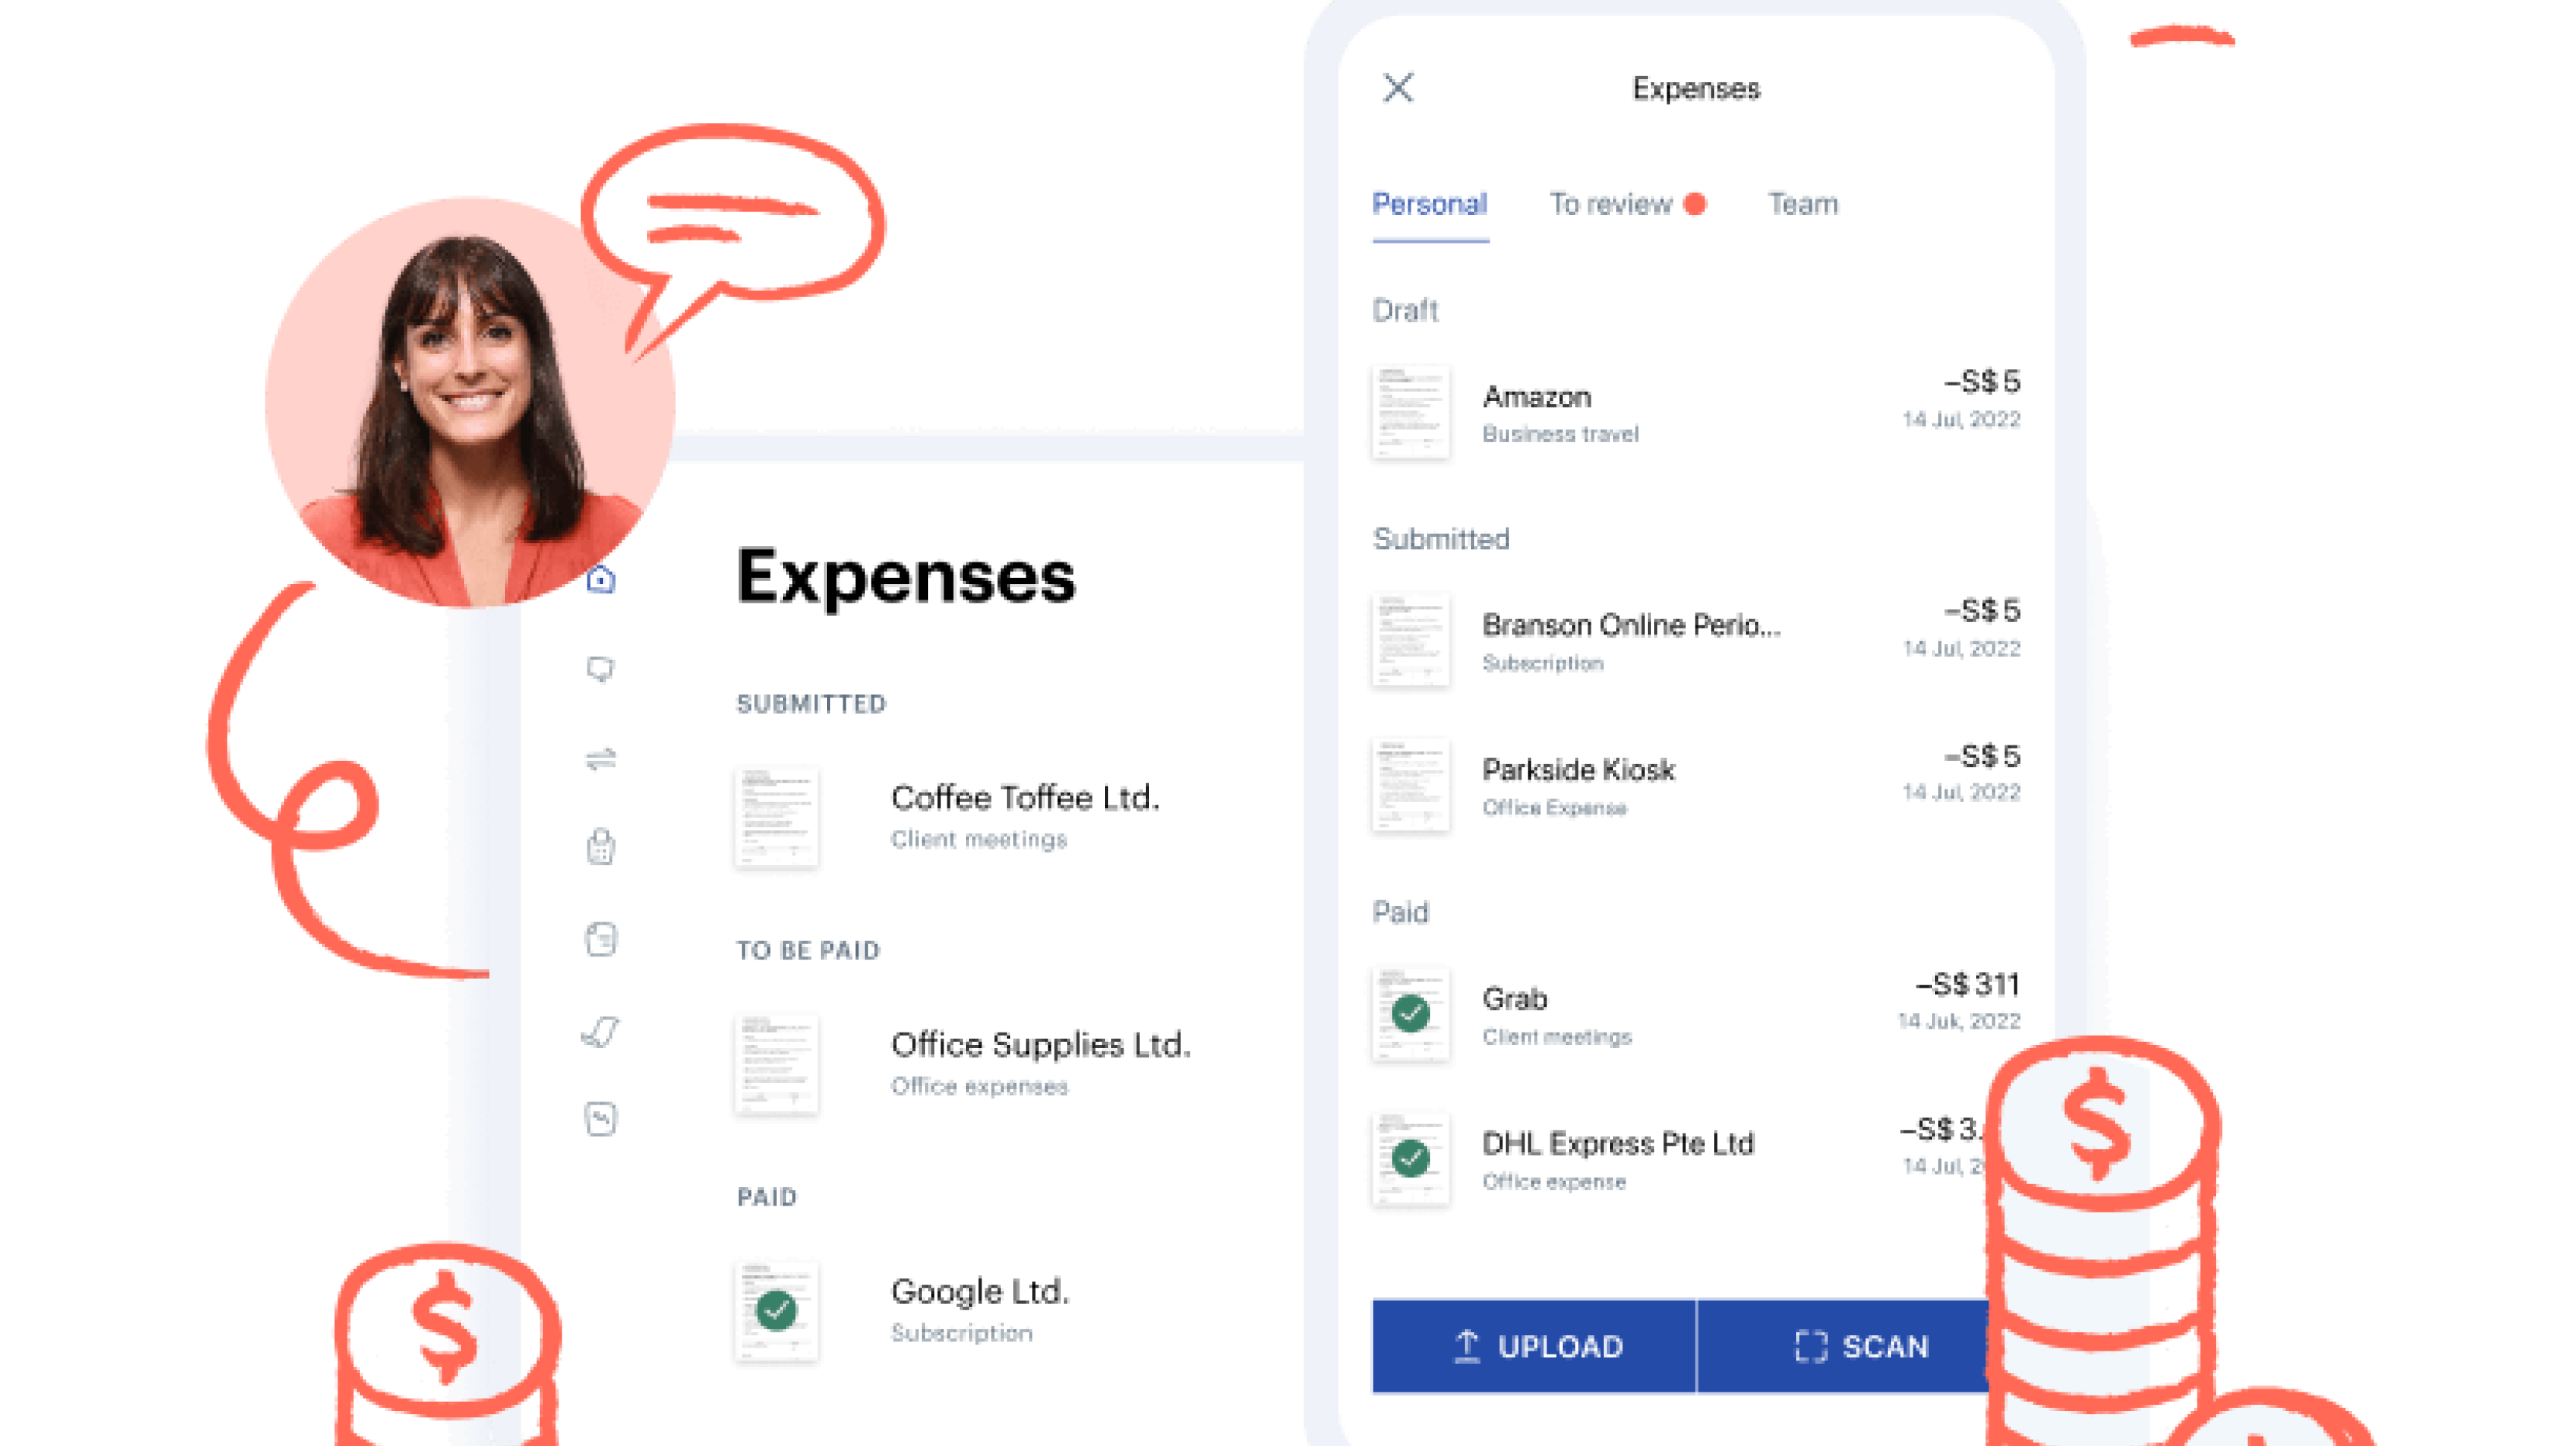 Expenses
SUBMITTED
Coffee Toffee Ltd.
Client meetings
TO BE PAID
Office Supplies Ltd.
Office expenses
PAID
Google Ltd.
Subscription
Expenses
Personal To review Team
Draft
Amazon –S$5
Business travel 14 Jul, 2022
Submitted
Branson Online Perio... –S$5
Subscription 14 Jul, 2022
Parkside Kiosk –S$5
Office Expense 14 Jul, 2022
Paid
Grab –S$311
Client meetings 14 Juk, 2022
DHL Express Pte Ltd –S$3.
Office expense 14 Jul, 2
UPLOAD SCAN
$
$